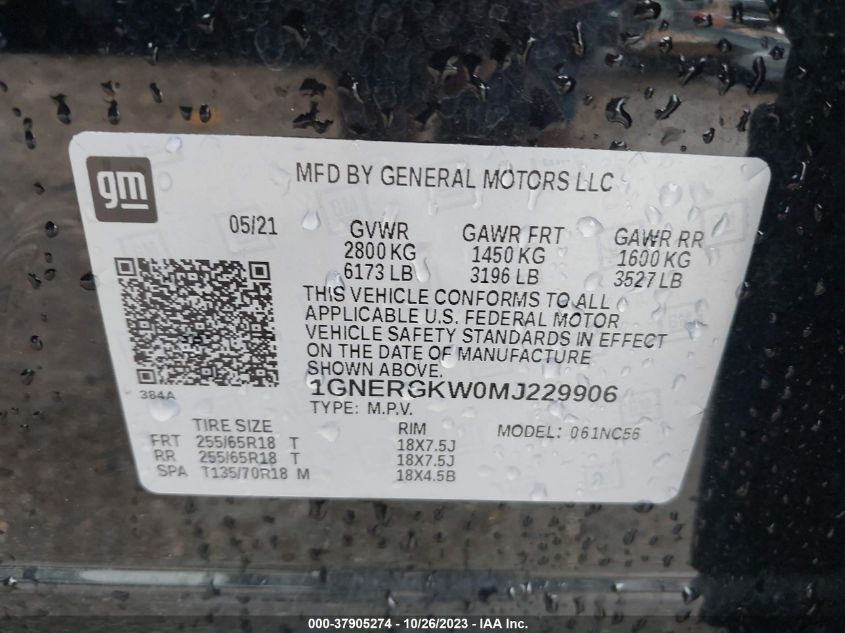 gm
MFD BY GENERAL MOTORS LLC
05/21 GVWR GAWR FRT GAWR RR
2800 KG 1450 KG 1600 KG
6173 LB 3196 LB 3527 LB
THIS VEHICLE CONFORMS TO ALL
APPLICABLE U.S. FEDERAL MOTOR
VEHICLE SAFETY STANDARDS IN EFFECT
ON THE DATE OF MANUFACTURE
SHOWN ABOVE.
384A 1GNERGKW0MJ229906
TYPE: M.P.V.
TIRE SIZE RIM MODEL: 061NC56
FRT 255/65R18 T 18X7.5J
RR 255/65R18 T 18X7.5J
SPA T135/70R18 M 18X4.5B
000-37905274 - 10/26/2023 - IAA Inc.